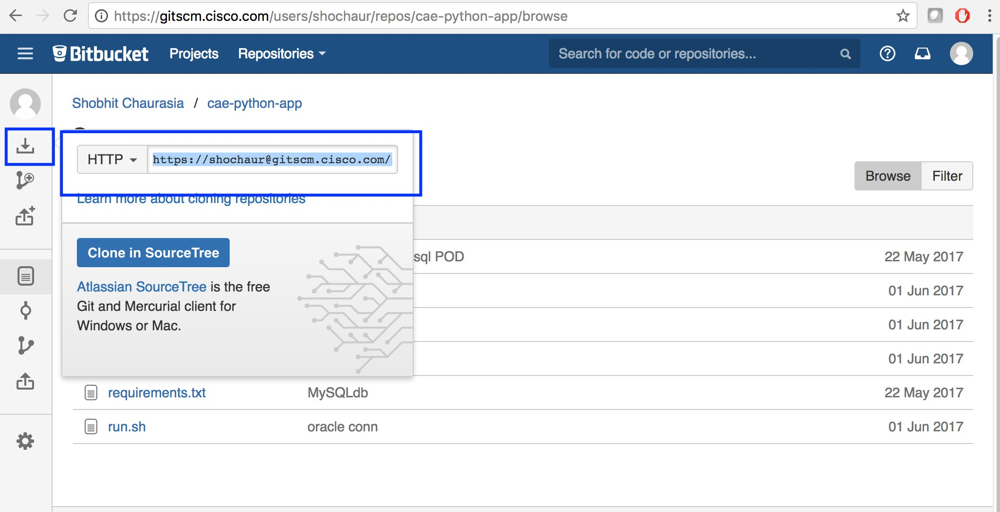 https://gitscm.cisco.com/users/shochaur/repos/cae-python-app/browse
Bitbucket Projects Repositories Search for code or repositories...
Shobhit Chaurasia / cae-python-app
HTTP https://shochaur@gitscm.cisco.com/
Browse Filter
Learn more about cloning repositories
Clone in SourceTree
sql POD 22 May 2017
Atlassian SourceTree is the free
Git and Mercurial client for
Windows or Mac.
01 Jun 2017
01 Jun 2017
01 Jun 2017
requirements.txt MySQLdb 22 May 2017
run.sh oracle conn 01 Jun 2017